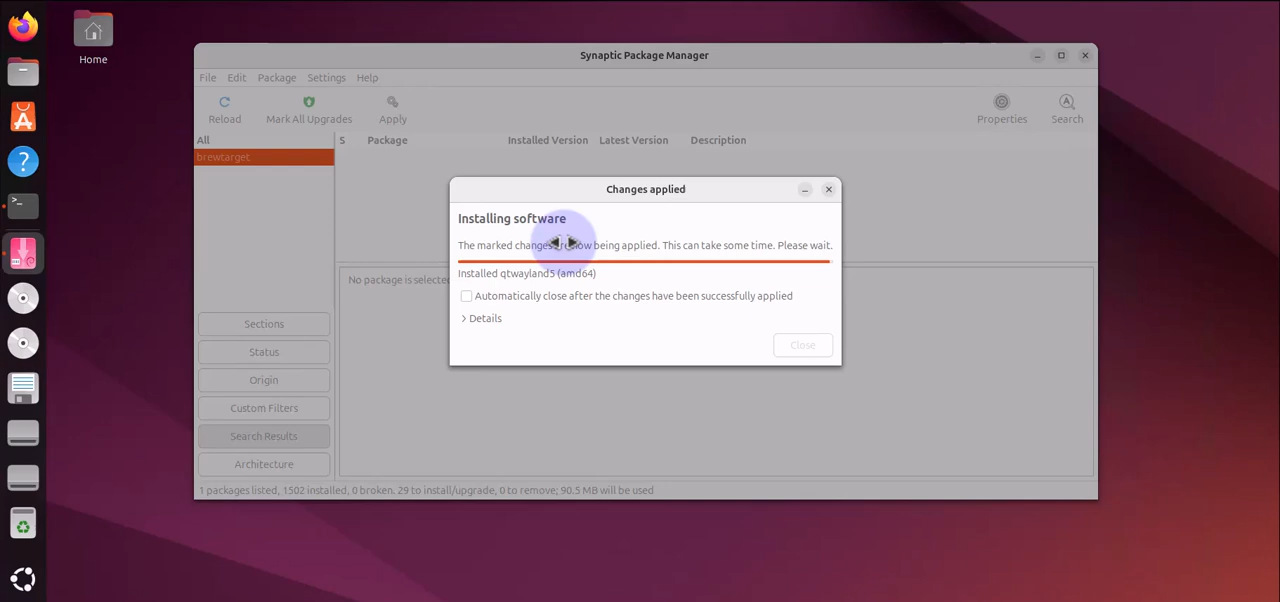 Home
Synaptic Package Manager
File Edit Package Settings Help
Reload Mark All Upgrades Apply Properties Search
All
brewtarget
S Package Installed Version Latest Version Description
Changes applied
Installing software
The marked changes now being applied. This can take some time. Please wait.
Installed qtwayland5 (amd64)
No package is selected
Automatically close after the changes have been successfully applied
Details
Close
Sections
Status
Origin
Custom Filters
Search Results
Architecture
1 packages listed, 1502 installed, 0 broken. 29 to install/upgrade, 0 to remove; 90.5 MB will be used